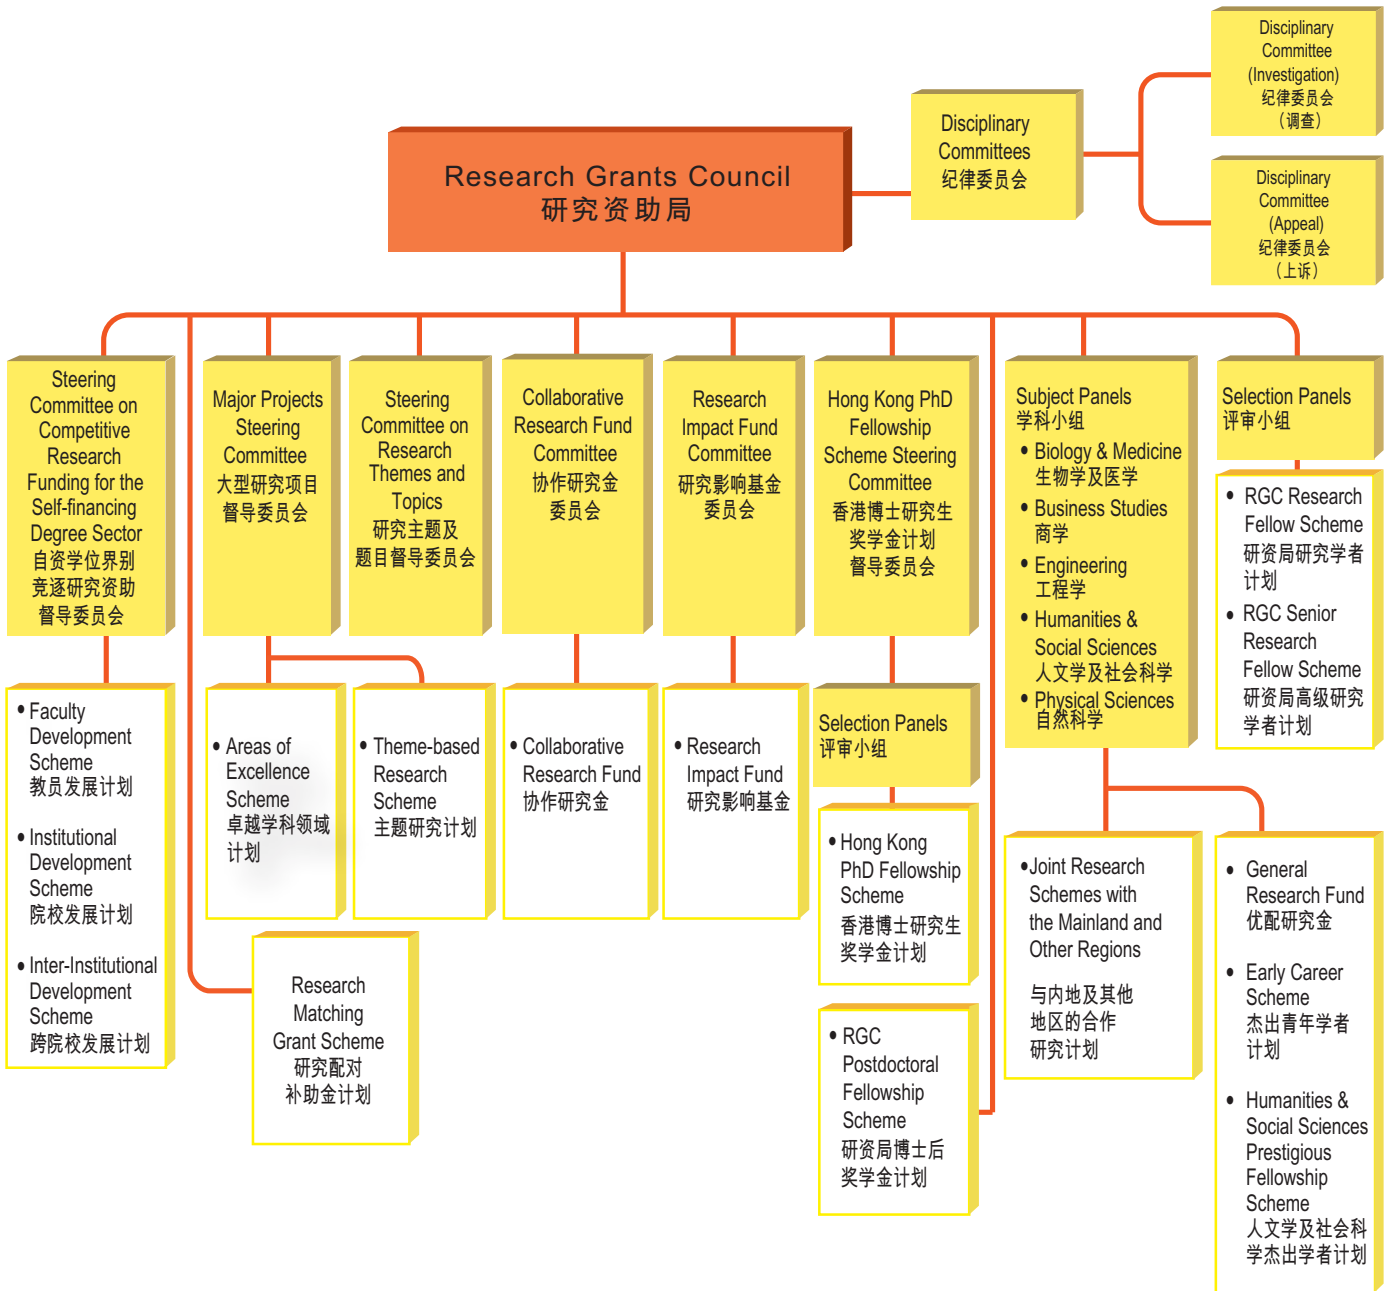 Research Grants Council
研究资助局
Disciplinary
Committees
纪律委员会
Disciplinary
Committee
(Investigation)
纪律委员会
（调查）
Disciplinary
Committee
(Appeal)
纪律委员会
（上诉）
Steering
Committee on
Competitive
Research
Funding for the
Self-financing
Degree Sector
自资学位界别
竞逐研究资助
督导委员会
Major Projects
Steering
Committee
大型研究项目
督导委员会
Steering
Committee on
Research
Themes and
Topics
研究主题及
题目督导委员会
Collaborative
Research Fund
Committee
协作研究金
委员会
Research
Impact Fund
Committee
研究影响基金
委员会
Hong Kong PhD
Fellowship
Scheme Steering
Committee
香港博士研究生
奖学金计划
督导委员会
Subject Panels
学科小组
• Biology & Medicine
生物学及医学
• Business Studies
商学
• Engineering
工程学
• Humanities &
Social Sciences
人文学及社会科学
• Physical Sciences
自然科学
Selection Panels
评审小组
• RGC Research
Fellow Scheme
研资局研究学者
计划
• RGC Senior
Research
Fellow Scheme
研资局高级研究
学者计划
• Faculty
Development
Scheme
教员发展计划
• Institutional
Development
Scheme
院校发展计划
• Inter-Institutional
Development
Scheme
跨院校发展计划
• Areas of
Excellence
Scheme
卓越学科领域
计划
• Theme-based
Research
Scheme
主题研究计划
• Collaborative
Research Fund
协作研究金
• Research
Impact Fund
研究影响基金
Selection Panels
评审小组
• Hong Kong
PhD Fellowship
Scheme
香港博士研究生
奖学金计划
• RGC
Postdoctoral
Fellowship
Scheme
研资局博士后
奖学金计划
Research
Matching
Grant Scheme
研究配对
补助金计划
•Joint Research
Schemes with
the Mainland and
Other Regions
与内地及其他
地区的合作
研究计划
• General
Research Fund
优配研究金
• Early Career
Scheme
杰出青年学者
计划
• Humanities &
Social Sciences
Prestigious
Fellowship
Scheme
人文学及社会科
学杰出学者计划